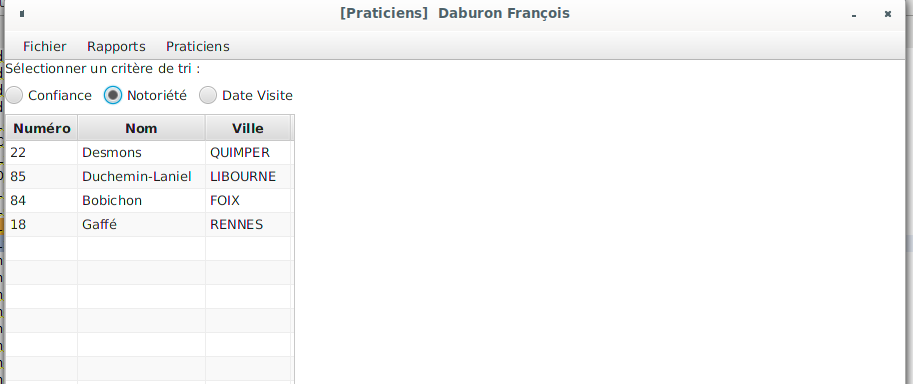 [Praticiens] Daburon François
Fichier Rapports Praticiens
Sélectionner un critère de tri :
Confiance Notoriété Date Visite
Numéro Nom Ville
22 Desmons QUIMPER
85 Duchemin-Laniel LIBOURNE
84 Bobichon FOIX
18 Gaffé RENNES